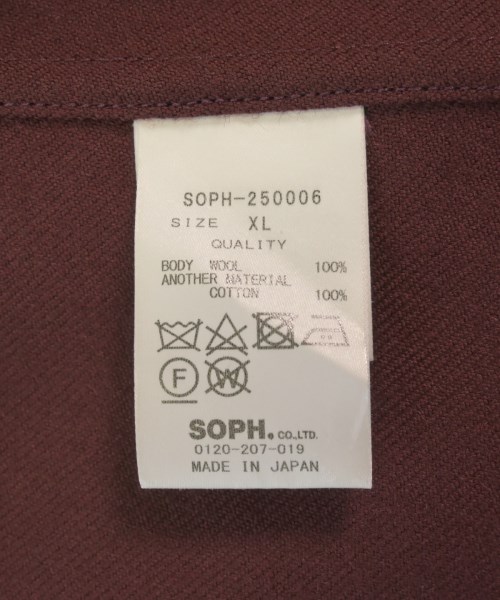 SOPH-250006
SIZE XL
QUALITY
BODY WOOL 100%
ANOTHER MATERIAL
COTTON 100%
F W
SOPH. CO.,LTD.
0120-207-019
MADE IN JAPAN